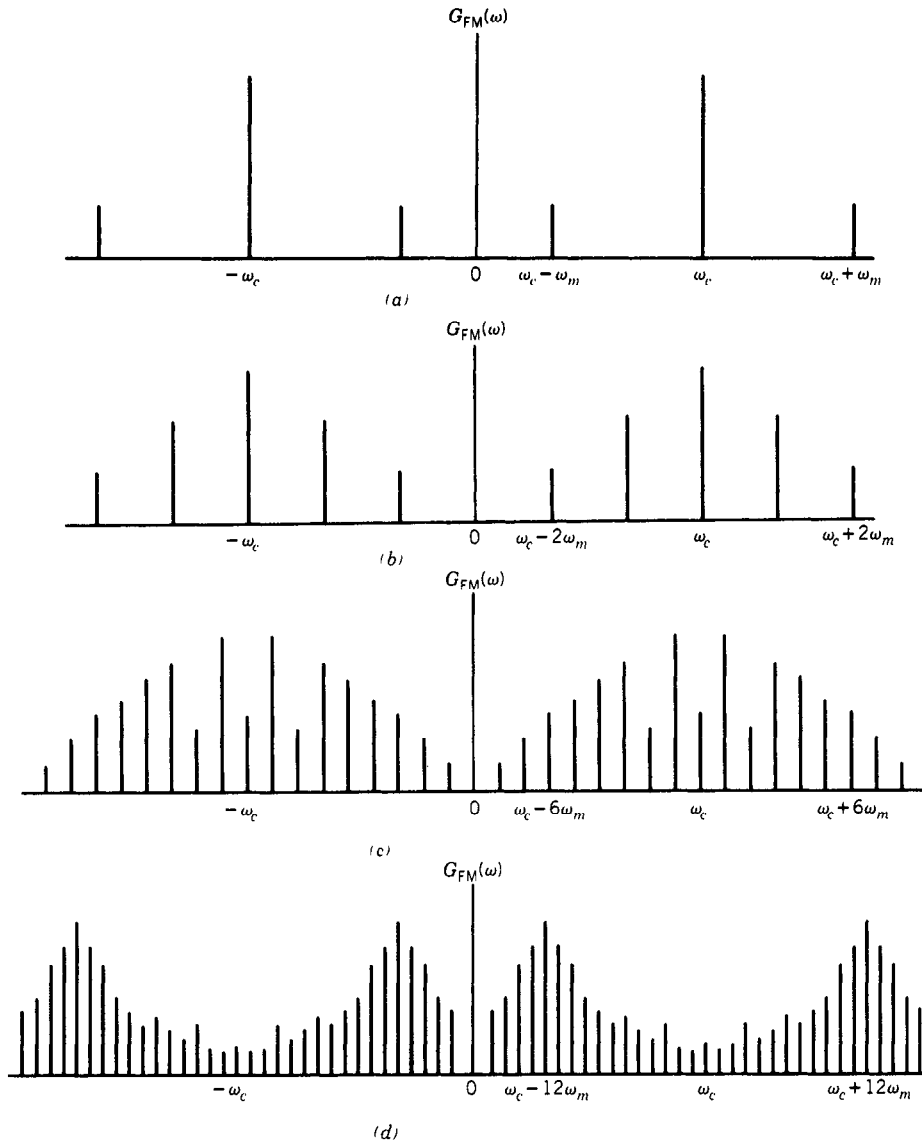 G_FM(ω)
−ω_c 0 ω_c − ω_m ω_c ω_c + ω_m
(a)
G_FM(ω)
−ω_c 0 ω_c − 2ω_m ω_c ω_c + 2ω_m
(b)
G_FM(ω)
−ω_c 0 ω_c − 6ω_m ω_c ω_c + 6ω_m
(c)
G_FM(ω)
−ω_c 0 ω_c − 12ω_m ω_c ω_c + 12ω_m
(d)